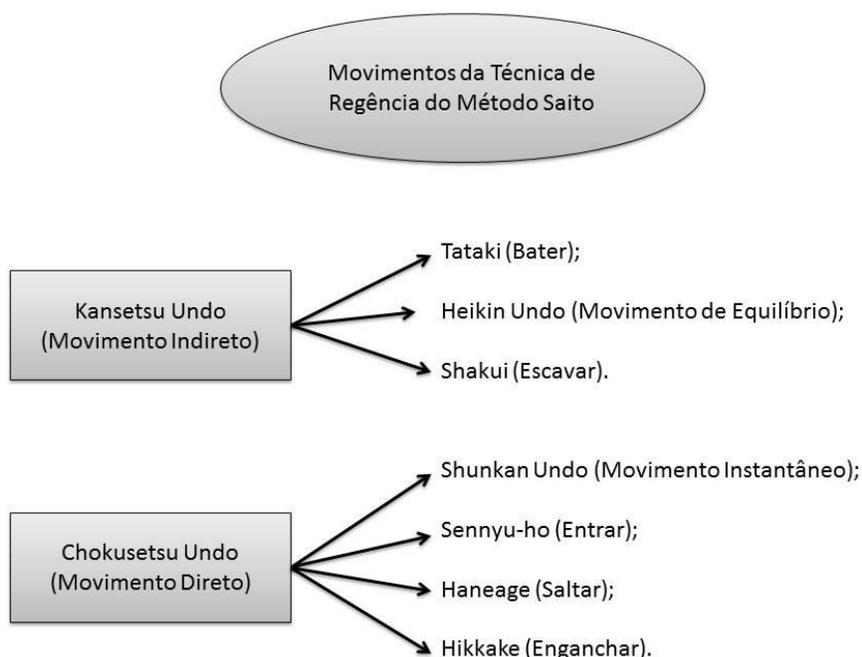 Movimentos da Técnica de
Regência do Método Saito
Kansetsu Undo
(Movimento Indireto)
Tataki (Bater);
Heikin Undo (Movimento de Equilíbrio);
Shakui (Escavar).
Chokusetsu Undo
(Movimento Direto)
Shunkan Undo (Movimento Instantâneo);
Sennyu-ho (Entrar);
Haneage (Saltar);
Hikkake (Enganchar).